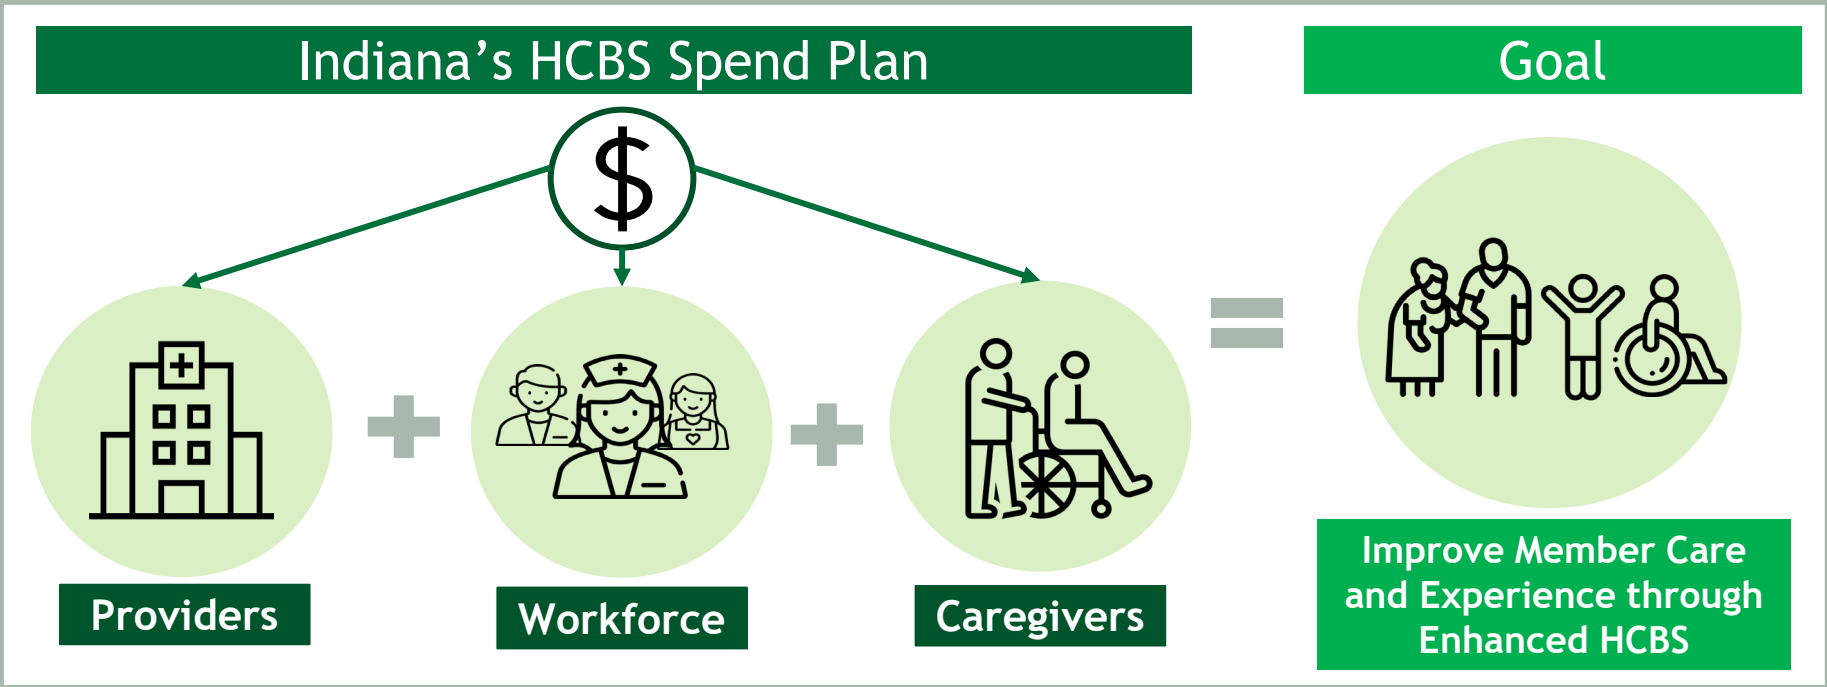 Indiana's HCBS Spend Plan
Goal
$
Providers
Workforce
Caregivers
Improve Member Care
and Experience through
Enhanced HCBS